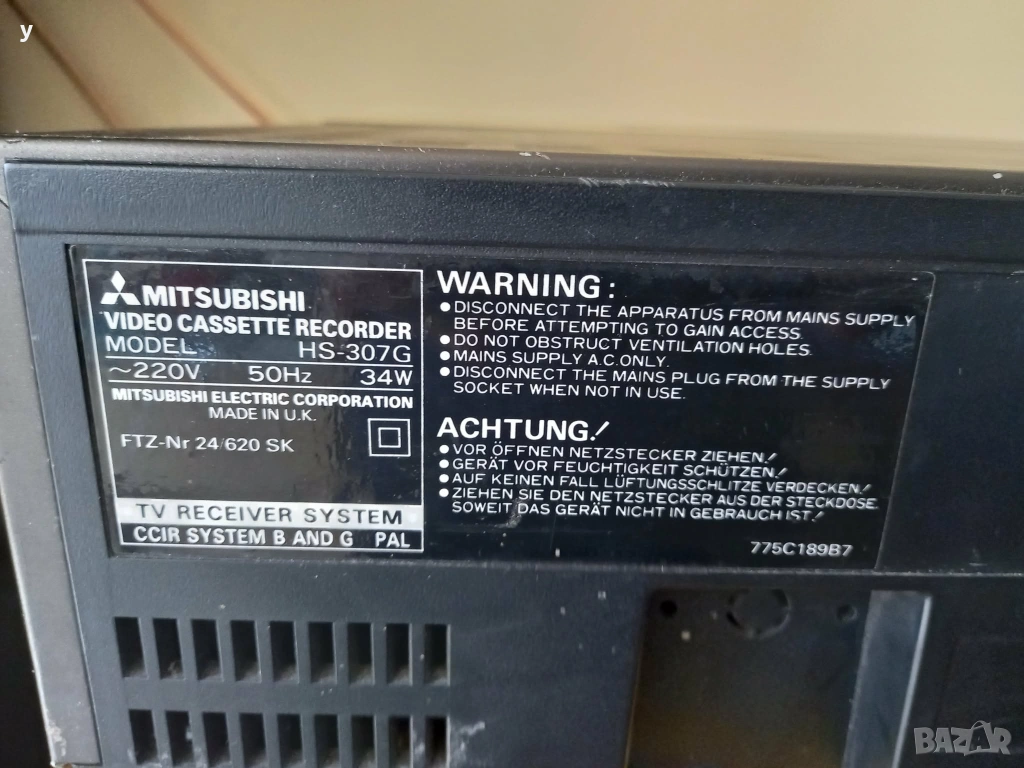 y
MITSUBISHI
VIDEO CASSETTE RECORDER
MODEL HS-307G
~220V 50Hz 34W
MITSUBISHI ELECTRIC CORPORATION
MADE IN U.K.
FTZ-Nr 24/620 SK
TV RECEIVER SYSTEM
CCIR SYSTEM B AND G PAL
WARNING:
●DISCONNECT THE APPARATUS FROM MAINS SUPPLY
BEFORE ATTEMPTING TO GAIN ACCESS.
●DO NOT OBSTRUCT VENTILATION HOLES.
●MAINS SUPPLY A.C.ONLY.
●DISCONNECT THE MAINS PLUG FROM THE SUPPLY
SOCKET WHEN NOT IN USE.
ACHTUNG!
●VOR ÖFFNEN NETZSTECKER ZIEHEN!
●GERÄT VOR FEUCHTIGKEIT SCHÜTZEN!
●AUF KEINEN FALL LÜFTUNGSSCHLITZE VERDECKEN!
●ZIEHEN SIE DEN NETZSTECKER AUS DER STECKDOSE.
SOWEIT DAS GERÄT NICHT IN GEBRAUCH IST!
775C189B7
BAZAR